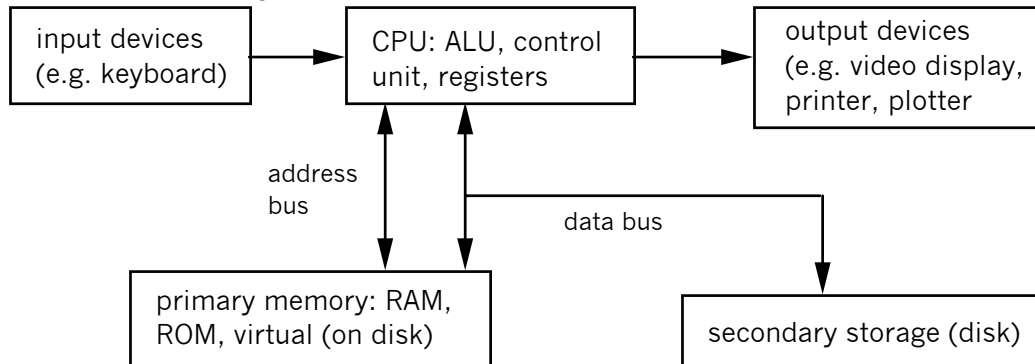 input devices
(e.g. keyboard)
CPU: ALU, control
unit, registers
output devices
(e.g. video display,
printer, plotter
address
bus
data bus
primary memory: RAM,
ROM, virtual (on disk)
secondary storage (disk)